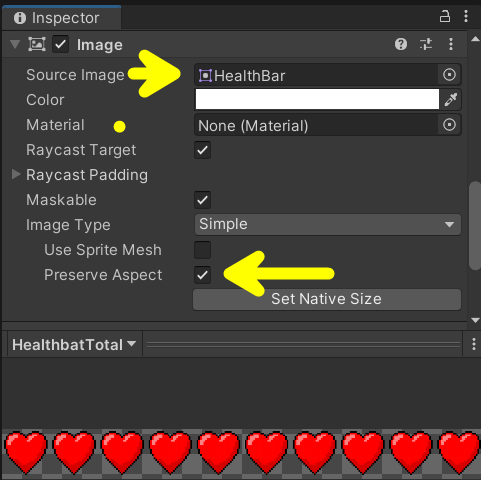 Inspector
Image
Source Image HealthBar
Color
Material None (Material)
Raycast Target
Raycast Padding
Maskable
Image Type Simple
Use Sprite Mesh
Preserve Aspect
Set Native Size
HealthbatTotal